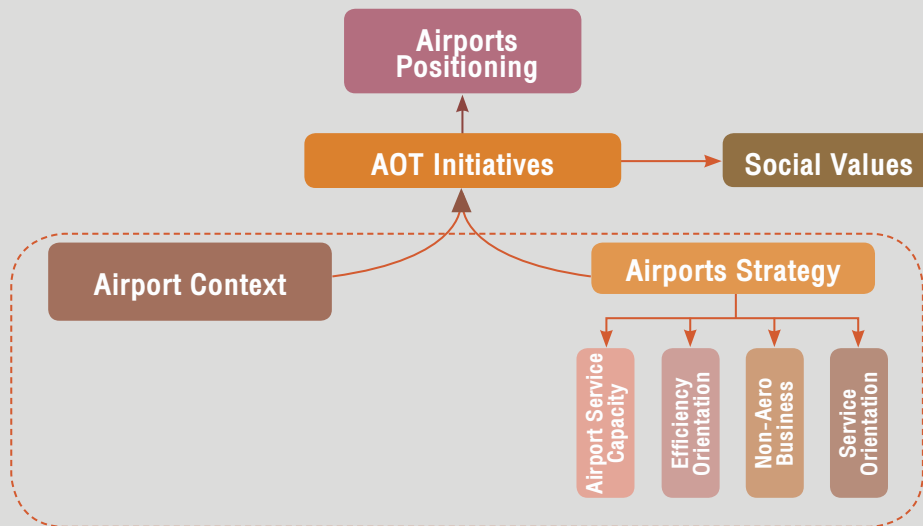 Airports
Positioning
AOT Initiatives
Social Values
Airport Context
Airports Strategy
Airport Service
Capacity
Efficiency
Orientation
Non-Aero
Business
Service
Orientation